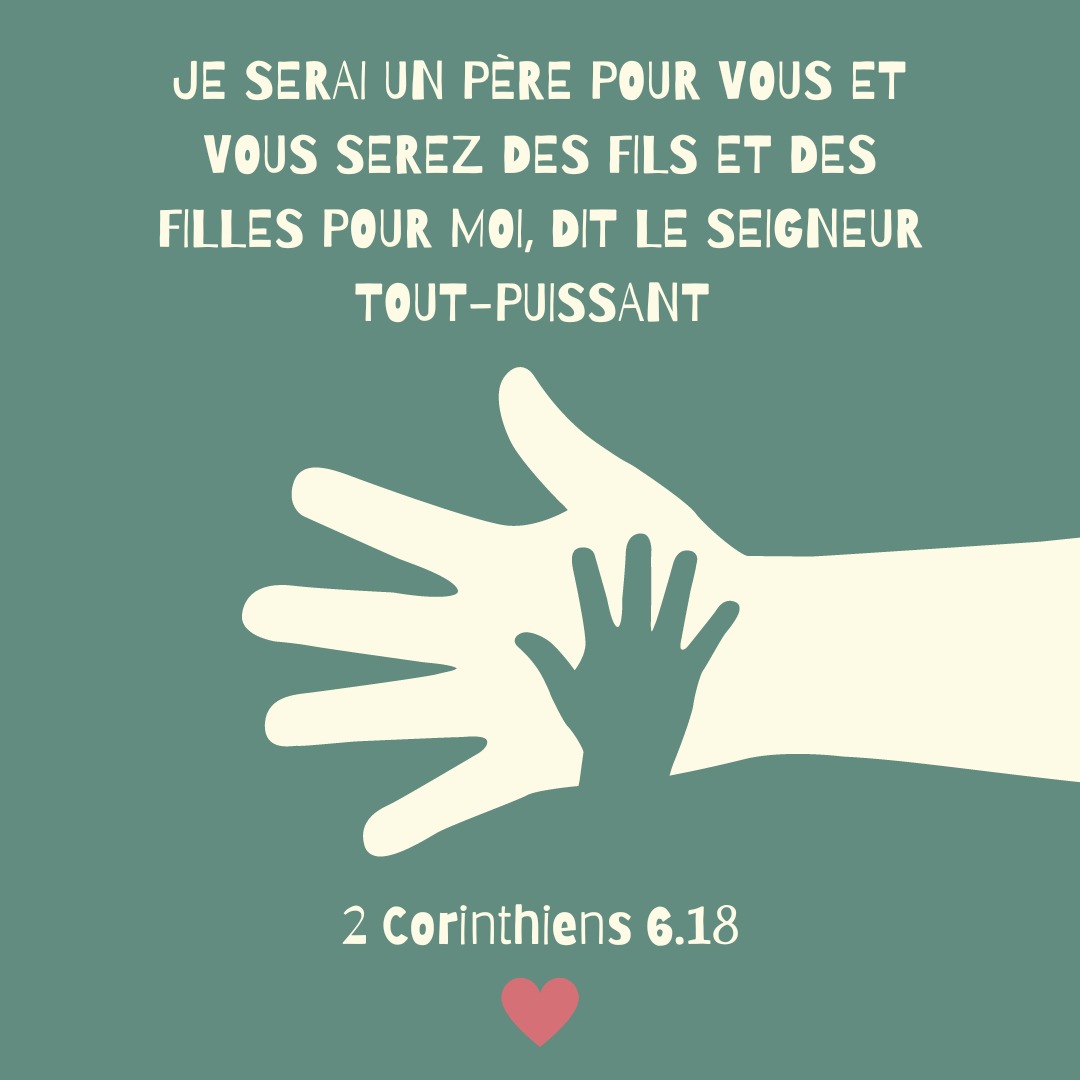 JE SERAI UN PÈRE POUR VOUS ET
VOUS SEREZ DES FILS ET DES
FILLES POUR MOI, DIT LE SEIGNEUR
TOUT-PUISSANT
2 Corinthiens 6.18